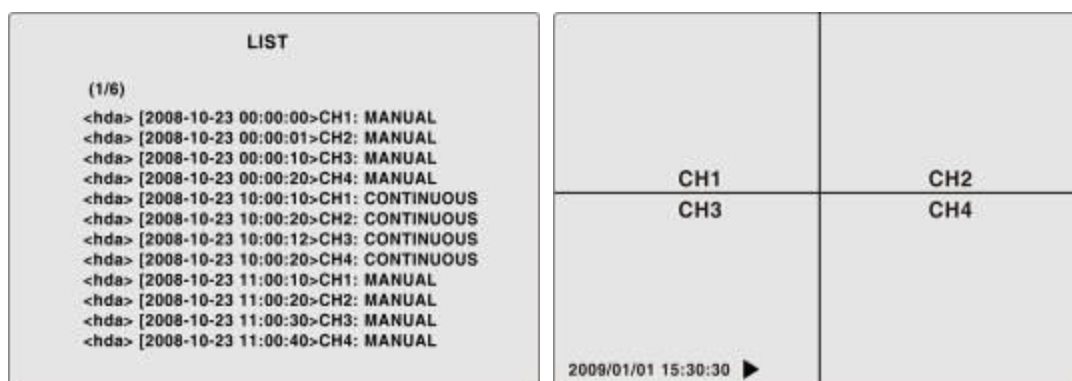 LIST
(1/6)
<hda> [2008-10-23 00:00:00>CH1: MANUAL
<hda> [2008-10-23 00:00:01>CH2: MANUAL
<hda> [2008-10-23 00:00:10>CH3: MANUAL
<hda> [2008-10-23 00:00:20>CH4: MANUAL
<hda> [2008-10-23 10:00:10>CH1: CONTINUOUS
<hda> [2008-10-23 10:00:20>CH2: CONTINUOUS
<hda> [2008-10-23 10:00:12>CH3: CONTINUOUS
<hda> [2008-10-23 10:00:20>CH4: CONTINUOUS
<hda> [2008-10-23 11:00:10>CH1: MANUAL
<hda> [2008-10-23 11:00:20>CH2: MANUAL
<hda> [2008-10-23 11:00:30>CH3: MANUAL
<hda> [2008-10-23 11:00:40>CH4: MANUAL
CH1
CH2
CH3
CH4
2009/01/01 15:30:30